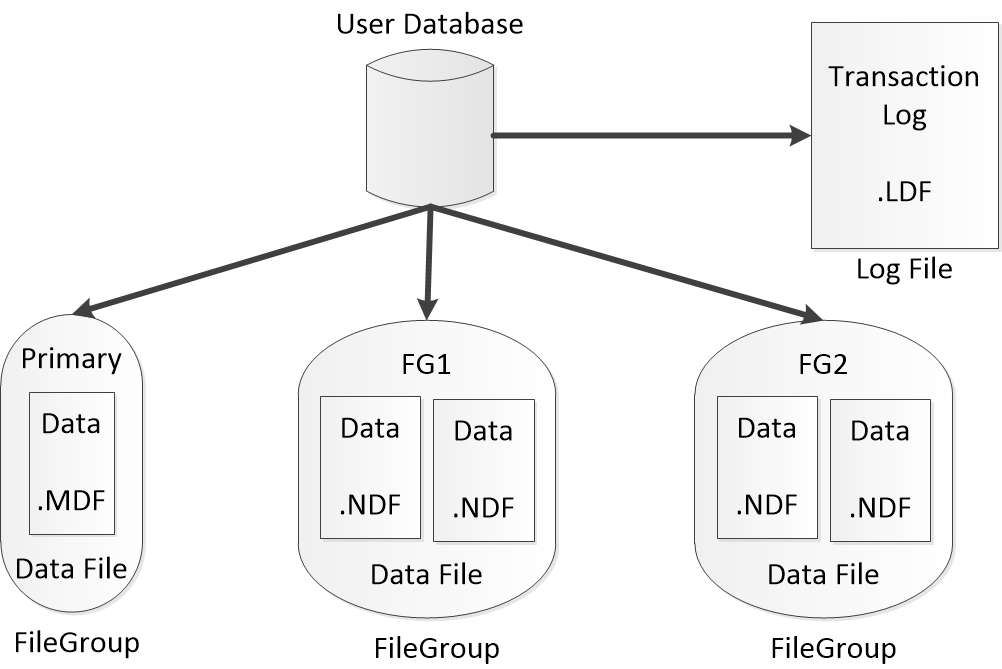 User Database
Transaction
Log
.LDF
Log File
Primary
Data
.MDF
Data File
FileGroup
FG1
Data
.NDF
Data
.NDF
Data File
FileGroup
FG2
Data
.NDF
Data
.NDF
Data File
FileGroup